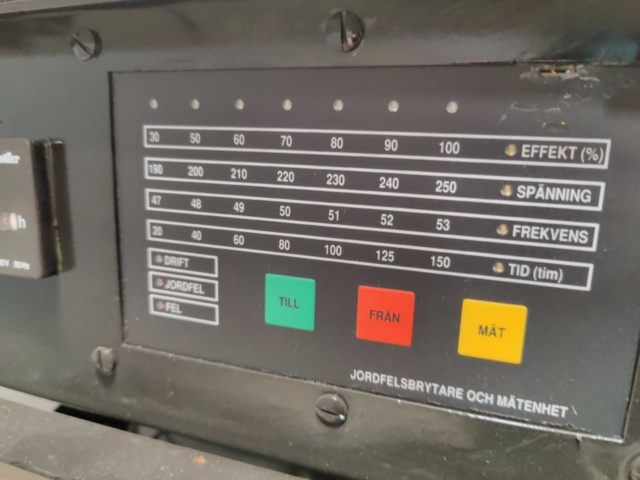 30 50 60 70 80 90 100 EFFEKT (%)
190 200 210 220 230 240 250 SPÄNNING
47 48 49 50 51 52 53 FREKVENS
20 40 60 80 100 125 150 TID (tim)
DRIFT
JORDFEL
FEL
TILL
FRÅN
MÄT
JORDFELSBRYTARE OCH MÄTENHET
h